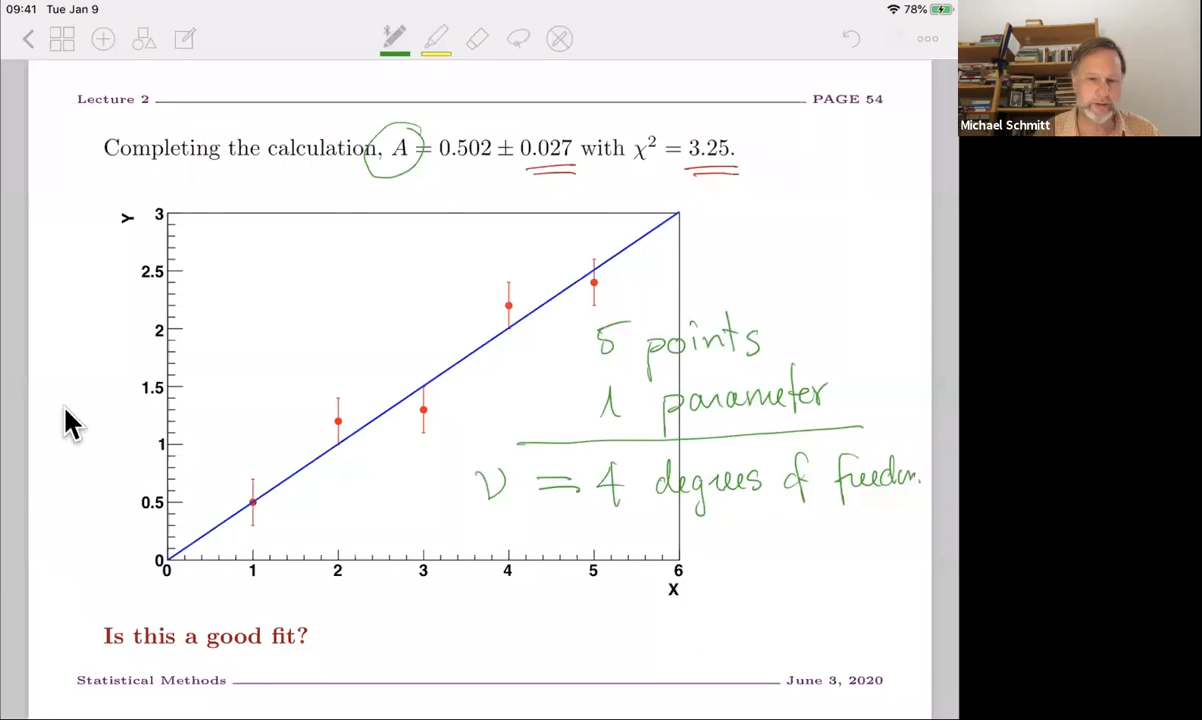 09:41 Tue Jan 9
78%
Lecture 2
PAGE 54
Michael Schmitt
Completing the calculation, A = 0.502 ± 0.027 with χ² = 3.25.
Y
3
2.5
2
1.5
1
0.5
0
0 1 2 3 4 5 6
X
5 points
1 parameter
ν = 4 degrees of freedom.
Is this a good fit?
Statistical Methods
June 3, 2020